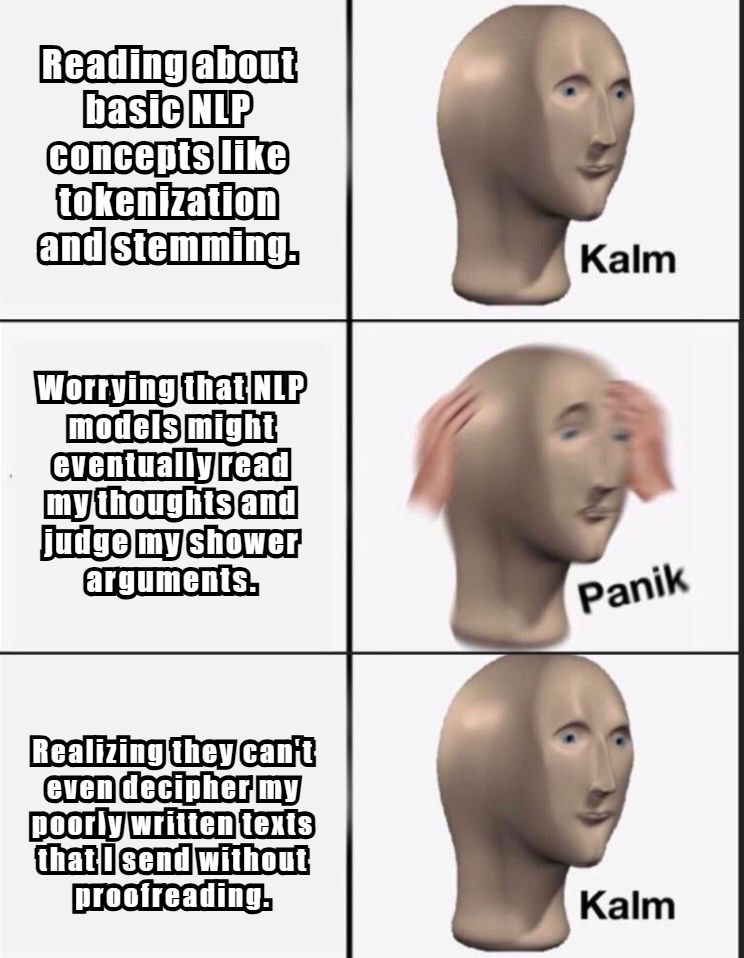 Reading about
basic NLP
concepts like
tokenization
and stemming.
Kalm
Worrying that NLP
models might
eventually read
my thoughts and
judge my shower
arguments.
Panik
Realizing they can't
even decipher my
poorly written texts
that I send without
proofreading.
Kalm